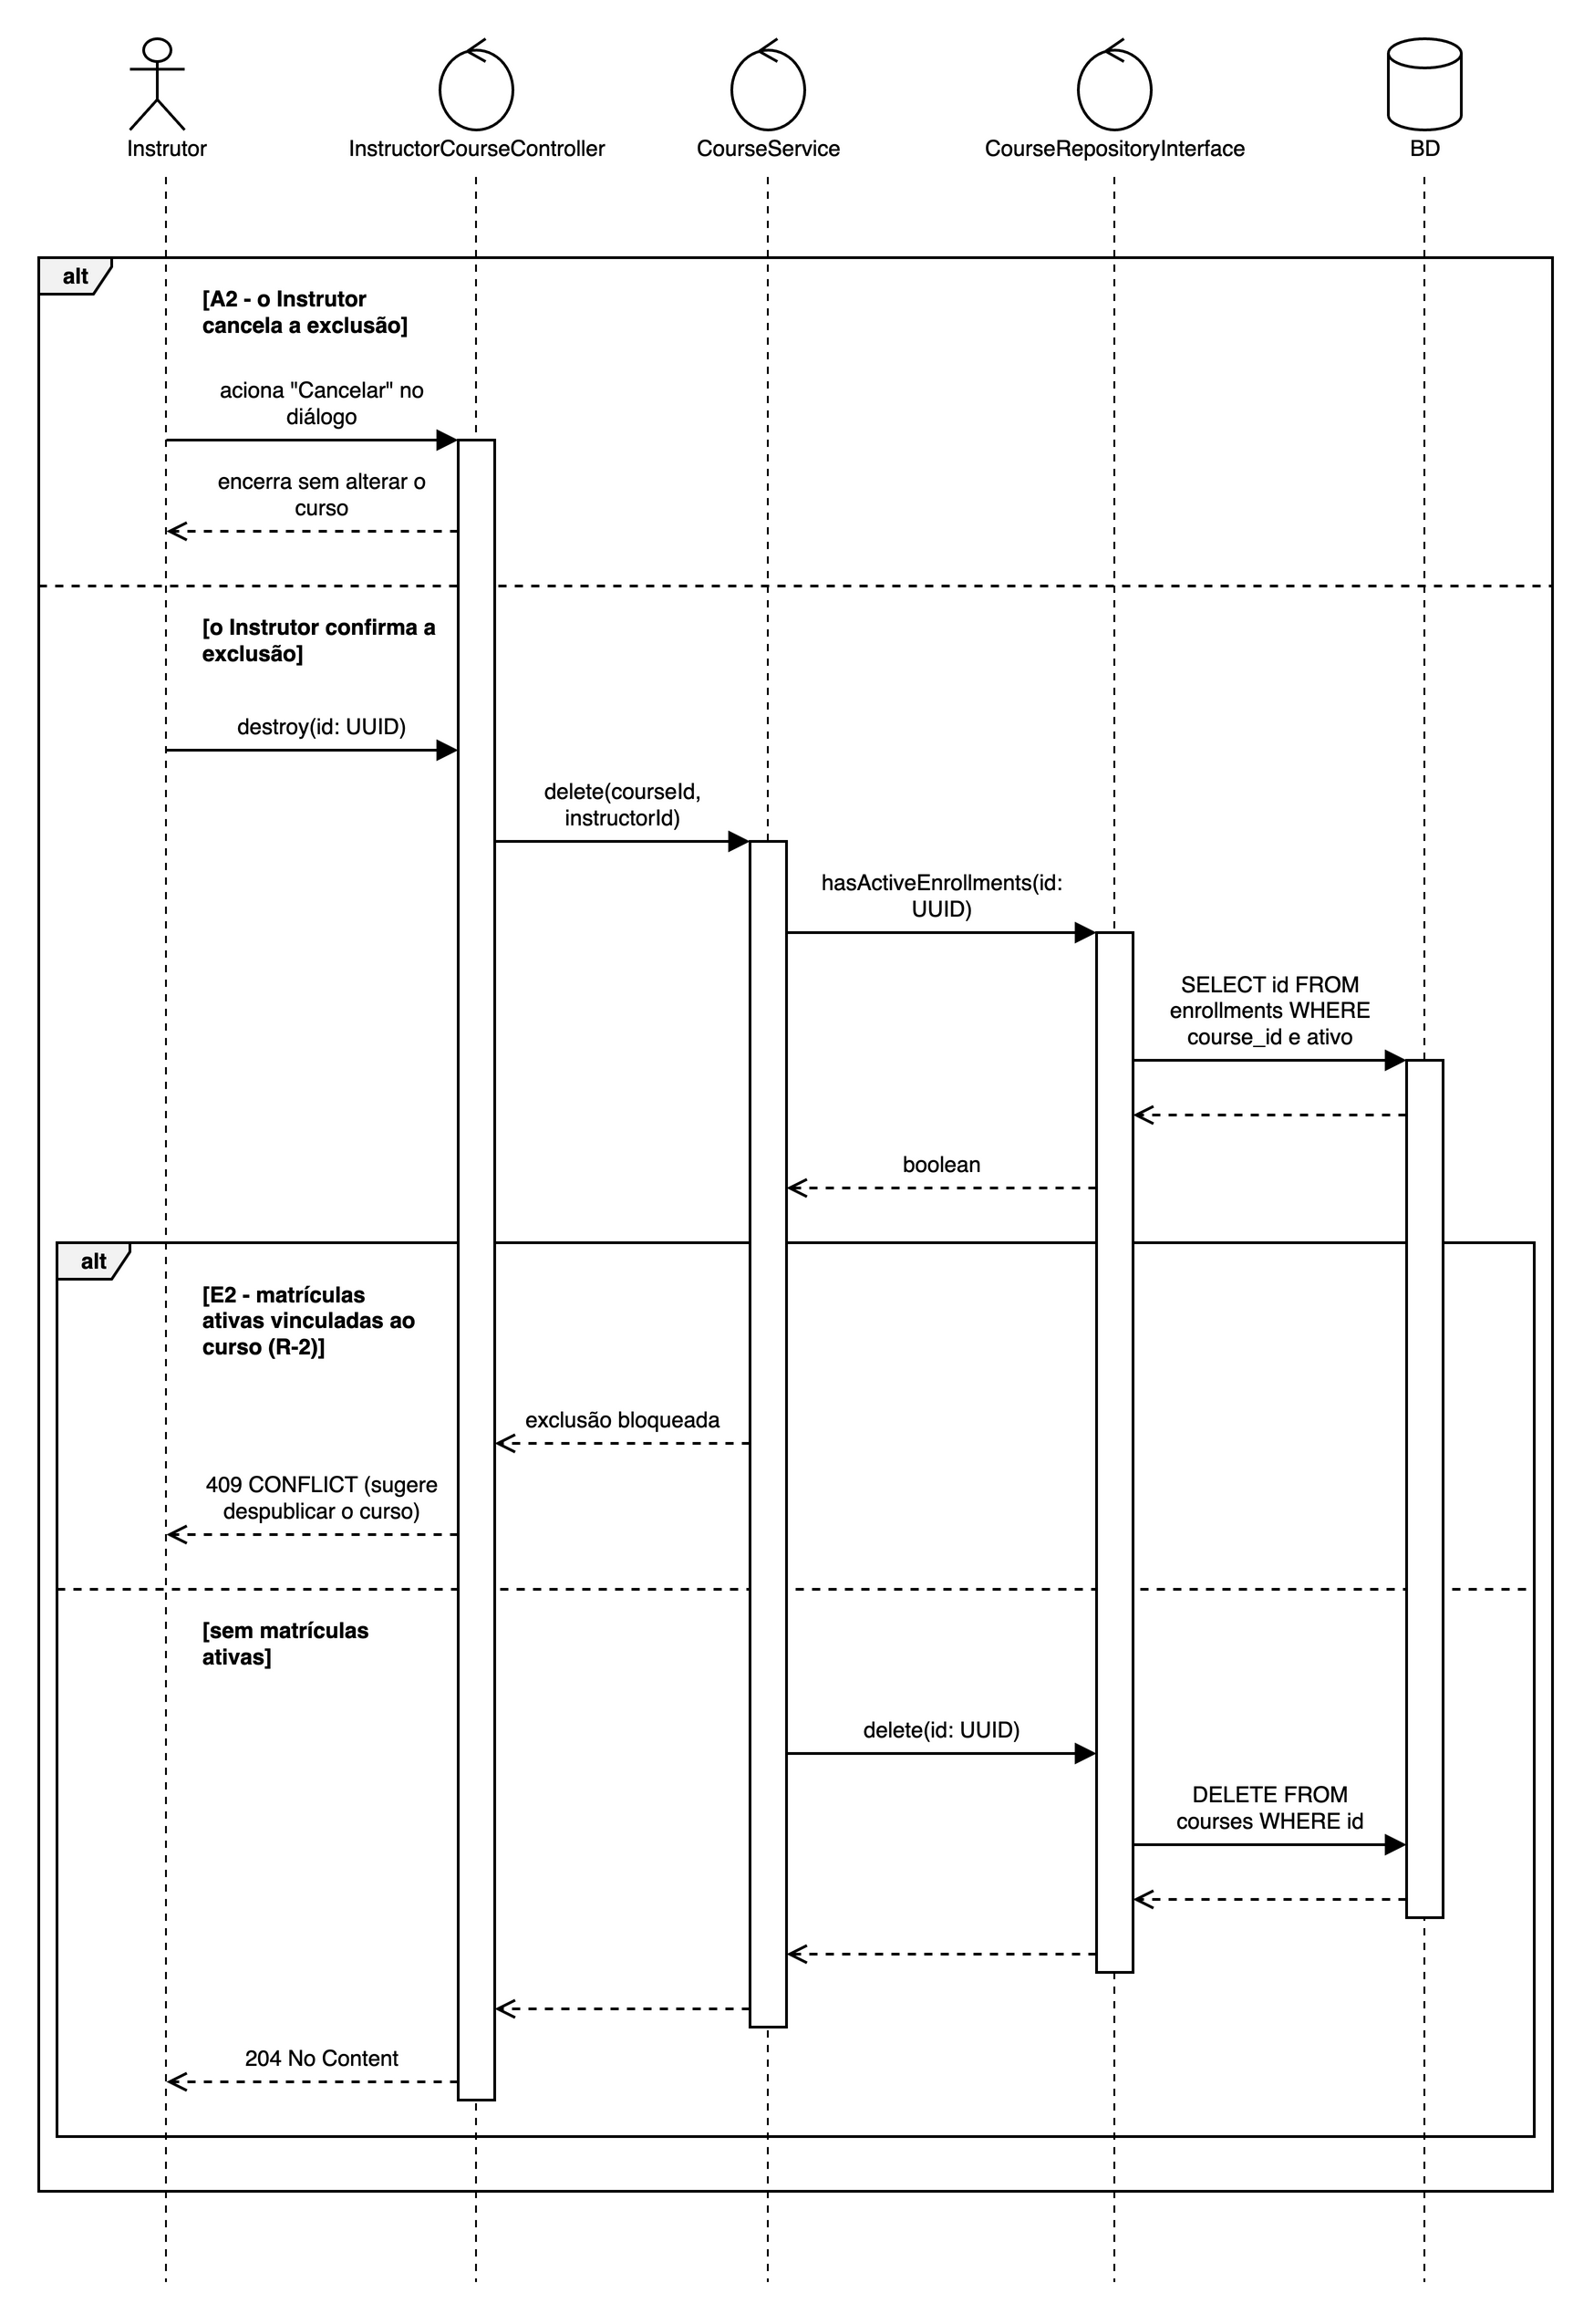 Instrutor
InstructorCourseController
CourseService
CourseRepositoryInterface
BD
alt
[A2 - o Instrutor
cancela a exclusão]
aciona "Cancelar" no
diálogo
encerra sem alterar o
curso
[o Instrutor confirma a
exclusão]
destroy(id: UUID)
delete(courseId,
instructorId)
hasActiveEnrollments(id:
UUID)
SELECT id FROM
enrollments WHERE
course_id e ativo
boolean
alt
[E2 - matrículas
ativas vinculadas ao
curso (R-2)]
exclusão bloqueada
409 CONFLICT (sugere
despublicar o curso)
[sem matrículas
ativas]
delete(id: UUID)
DELETE FROM
courses WHERE id
204 No Content